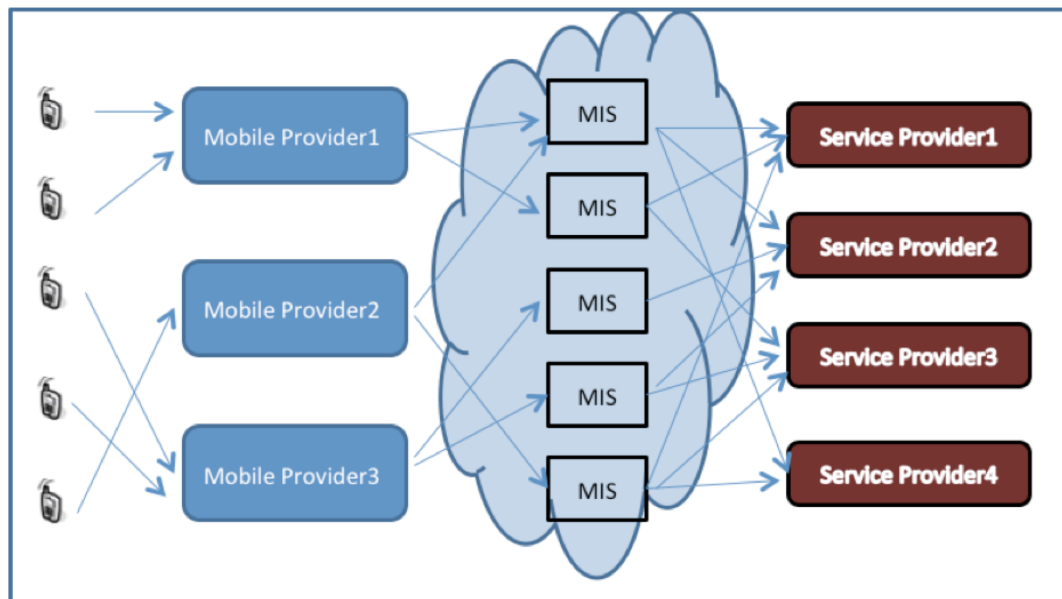 Mobile Provider1
Mobile Provider2
Mobile Provider3
MIS
MIS
MIS
MIS
MIS
Service Provider1
Service Provider2
Service Provider3
Service Provider4